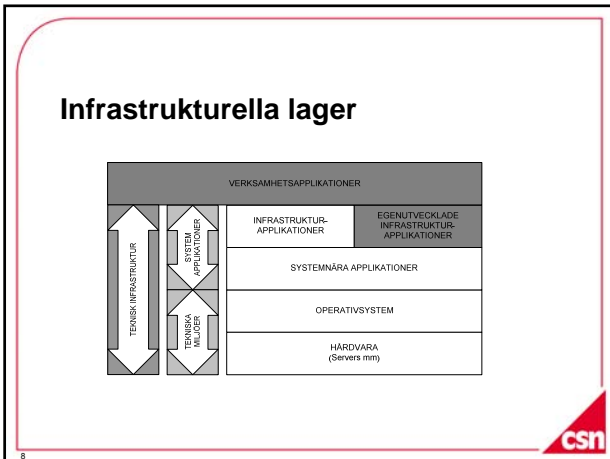 Infrastrukturella lager
VERKSAMHETSAPPLIKATIONER
TEKNISK INFRASTRUKTUR
SYSTEM
APPLIKATIONER
TEKNISKA
MILJÖER
INFRASTRUKTUR-
APPLIKATIONER
EGENUTVECKLADE
INFRASTRUKTUR-
APPLIKATIONER
SYSTEMNÄRA APPLIKATIONER
OPERATIVSYSTEM
HÅRDVARA
(Servers mm)
csn
8